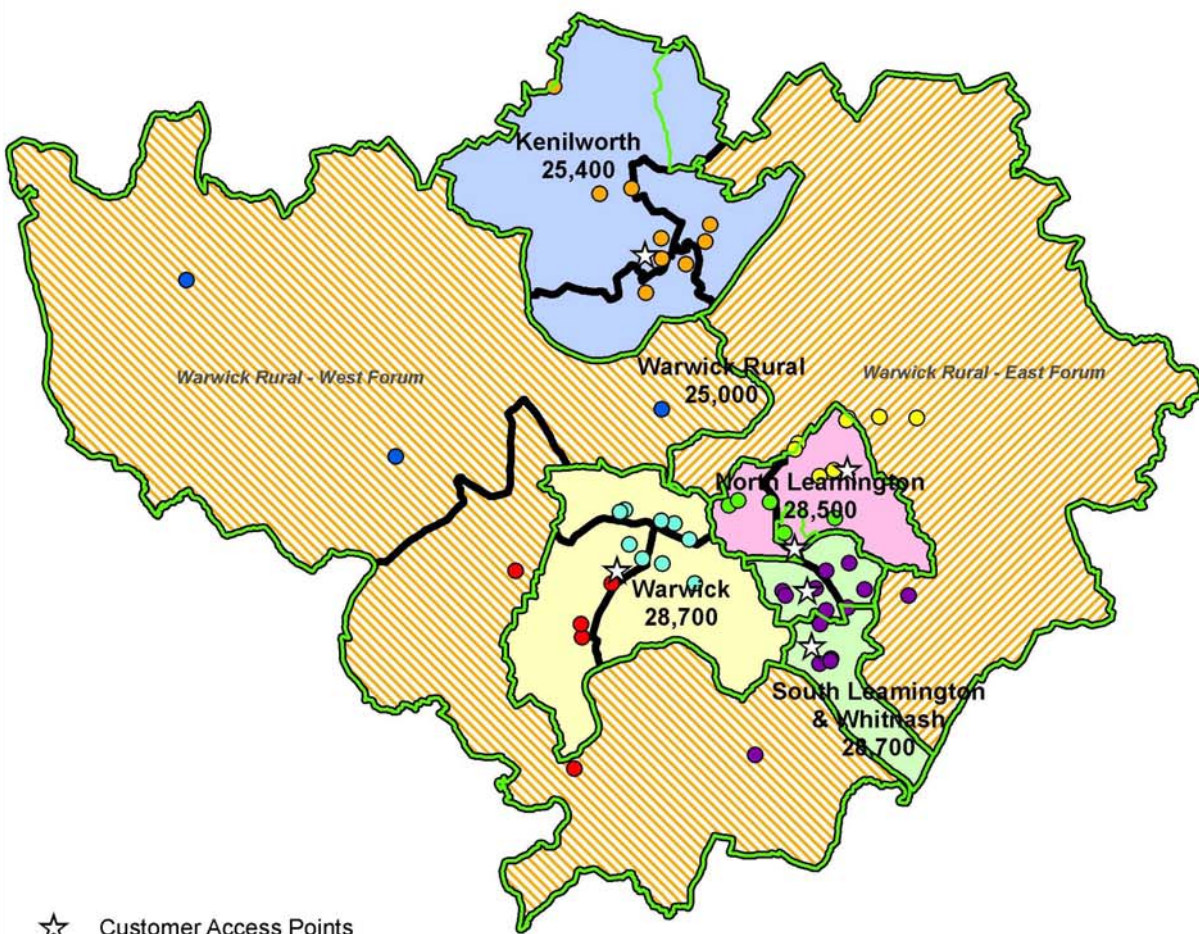 Kenilworth
25,400
Warwick Rural - West Forum
Warwick Rural
25,000
Warwick Rural - East Forum
North Leamington
28,500
Warwick
28,700
South Leamington
& Whitnash
28,700
Customer Access Points